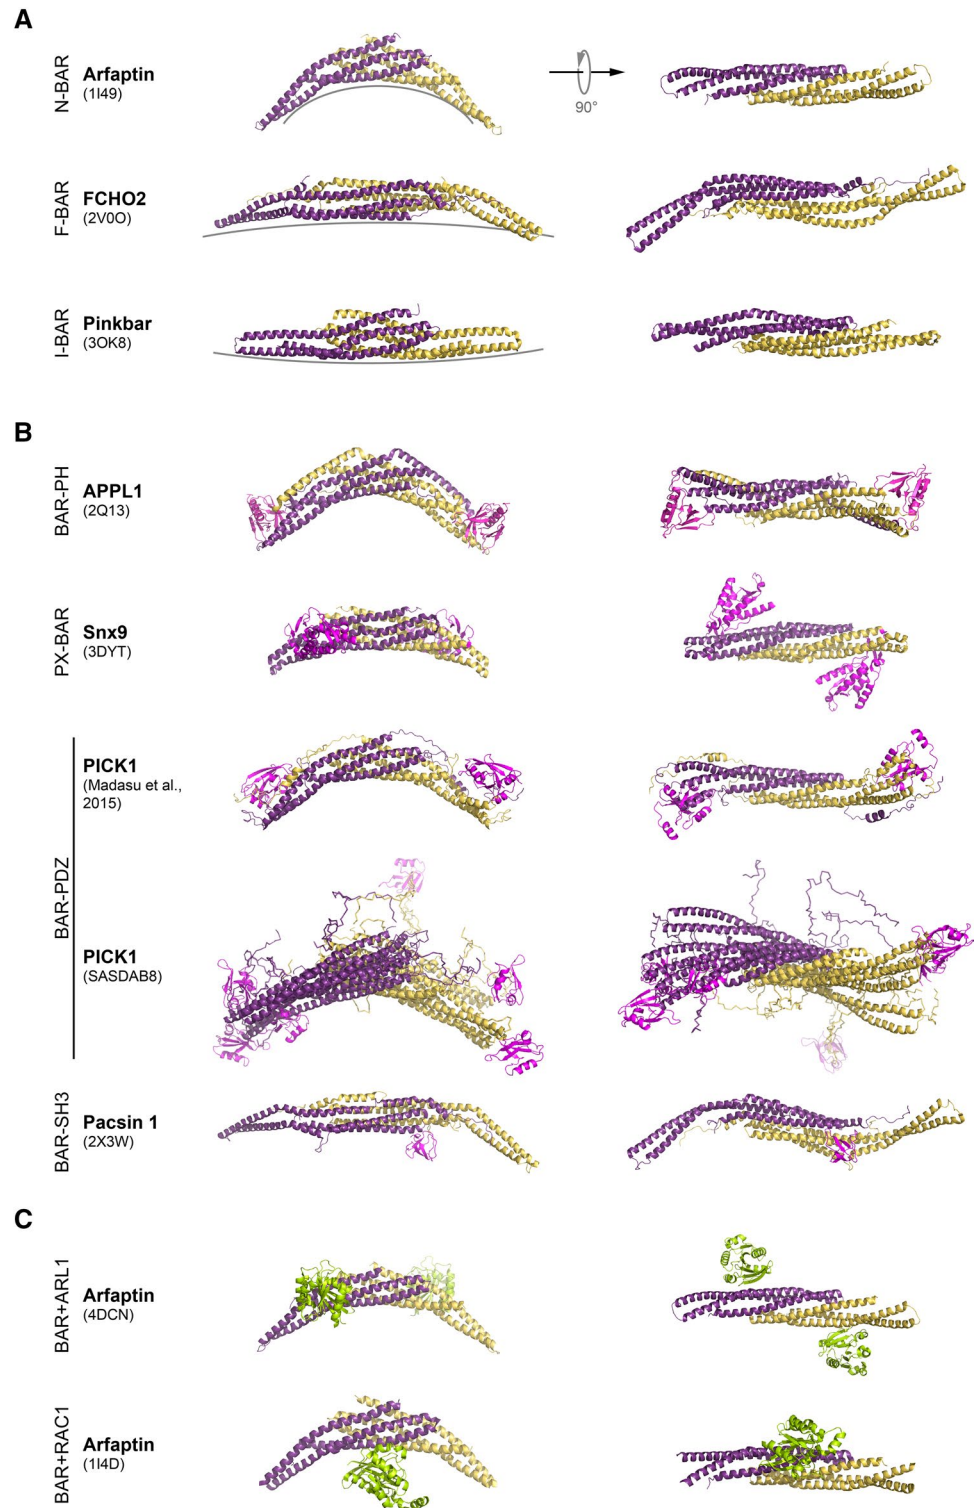 A
N-BAR
Arfaptin
(1I49)
90°
F-BAR
FCHO2
(2V0O)
I-BAR
Pinkbar
(3OK8)
B
BAR-PH
APPL1
(2Q13)
PX-BAR
Snx9
(3DYT)
BAR-PDZ
PICK1
(Madasu et al.,
2015)
PICK1
(SASDAB8)
BAR-SH3
Pacsin 1
(2X3W)
C
BAR+ARL1
Arfaptin
(4DCN)
BAR+RAC1
Arfaptin
(1I4D)